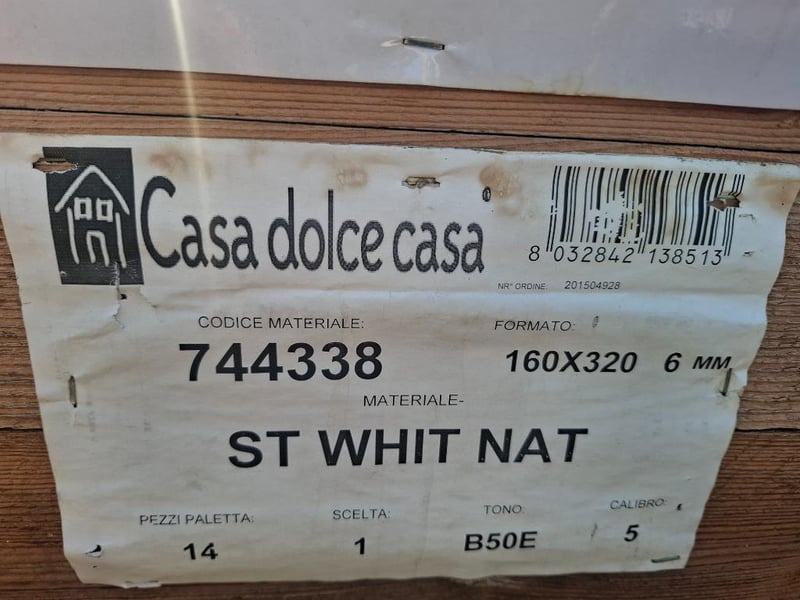 Casa dolce casa®
8 032842 138513
NR° ORDINE: 201504928
CODICE MATERIALE: FORMATO:
744338 160X320 6 MM
MATERIALE-
ST WHIT NAT
PEZZI PALETTA: SCELTA: TONO: CALIBRO:
14 1 B50E 5